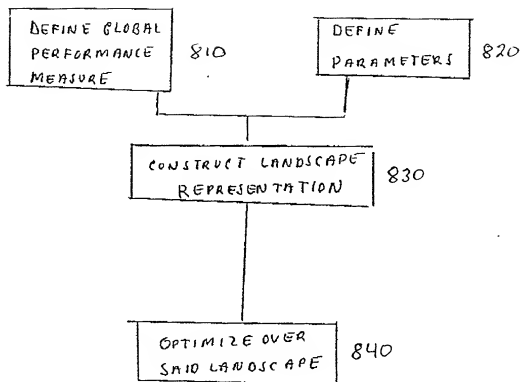 DEFINE GLOBAL
PERFORMANCE
MEASURE
810
DEFINE
PARAMETERS
820
CONSTRUCT LANDSCAPE
REPRESENTATION
830
OPTIMIZE OVER
SAID LANDSCAPE
840